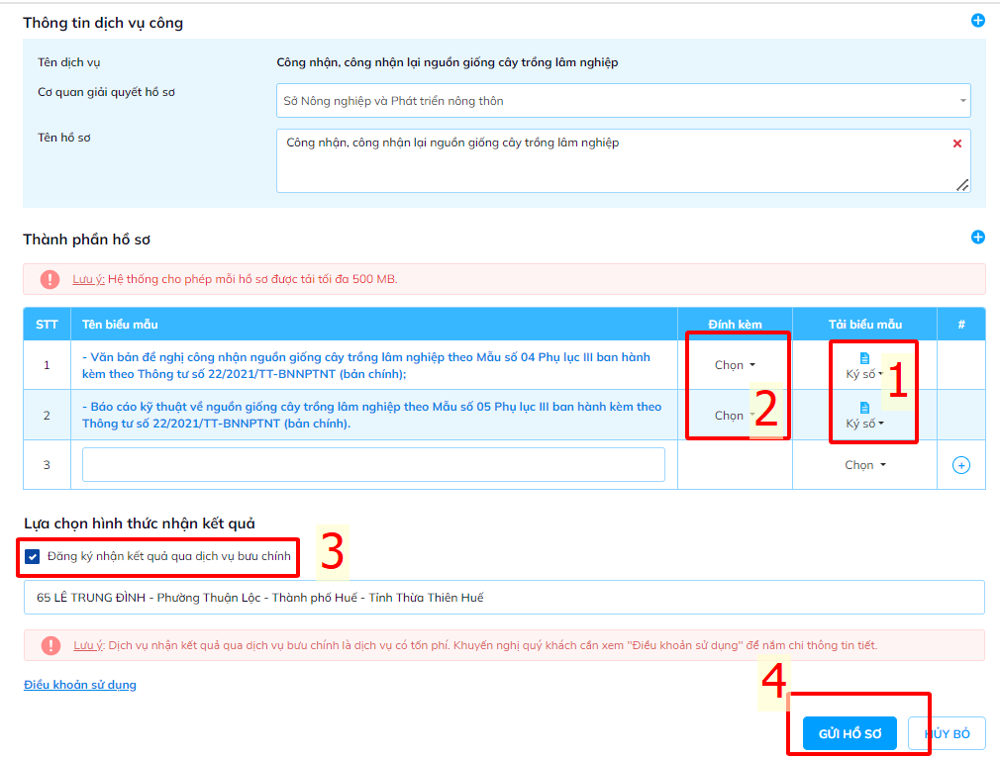 Thông tin dịch vụ công
Tên dịch vụ
Công nhận, công nhận lại nguồn giống cây trồng lâm nghiệp
Cơ quan giải quyết hồ sơ
Sở Nông nghiệp và Phát triển nông thôn
Tên hồ sơ
Công nhận, công nhận lại nguồn giống cây trồng lâm nghiệp
Thành phần hồ sơ
Lưu ý: Hệ thống cho phép mỗi hồ sơ được tải tối đa 500 MB.
STT Tên biểu mẫu Đính kèm Tải biểu mẫu #
1
- Văn bản đề nghị công nhận nguồn giống cây trồng lâm nghiệp theo Mẫu số 04 Phụ lục III ban hành
kèm theo Thông tư số 22/2021/TT-BNNPTNT (bản chính);
Chọn
Ký số
1
2
- Báo cáo kỹ thuật về nguồn giống cây trồng lâm nghiệp theo Mẫu số 05 Phụ lục III ban hành kèm theo
Thông tư số 22/2021/TT-BNNPTNT (bản chính).
Chọn
2
Ký số
3
Chọn
Lựa chọn hình thức nhận kết quả
Đăng ký nhận kết quả qua dịch vụ bưu chính
3
65 LÊ TRUNG ĐÌNH - Phường Thuận Lộc - Thành phố Huế - Tỉnh Thừa Thiên Huế
Lưu ý: Dịch vụ nhận kết quả qua dịch vụ bưu chính là dịch vụ có tốn phí. Khuyến nghị quý khách cần xem "Điều khoản sử dụng" để nắm chi thông tin tiết.
Điều khoản sử dụng
4
GỬI HỒ SƠ
HỦY BỎ